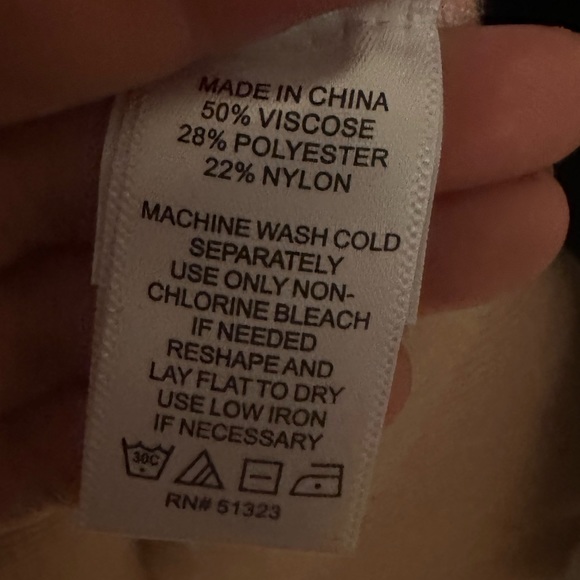 MADE IN CHINA
50% VISCOSE
28% POLYESTER
22% NYLON
MACHINE WASH COLD
SEPARATELY
USE ONLY NON-
CHLORINE BLEACH
IF NEEDED
RESHAPE AND
LAY FLAT TO DRY
USE LOW IRON
IF NECESSARY
30C
RN# 51323